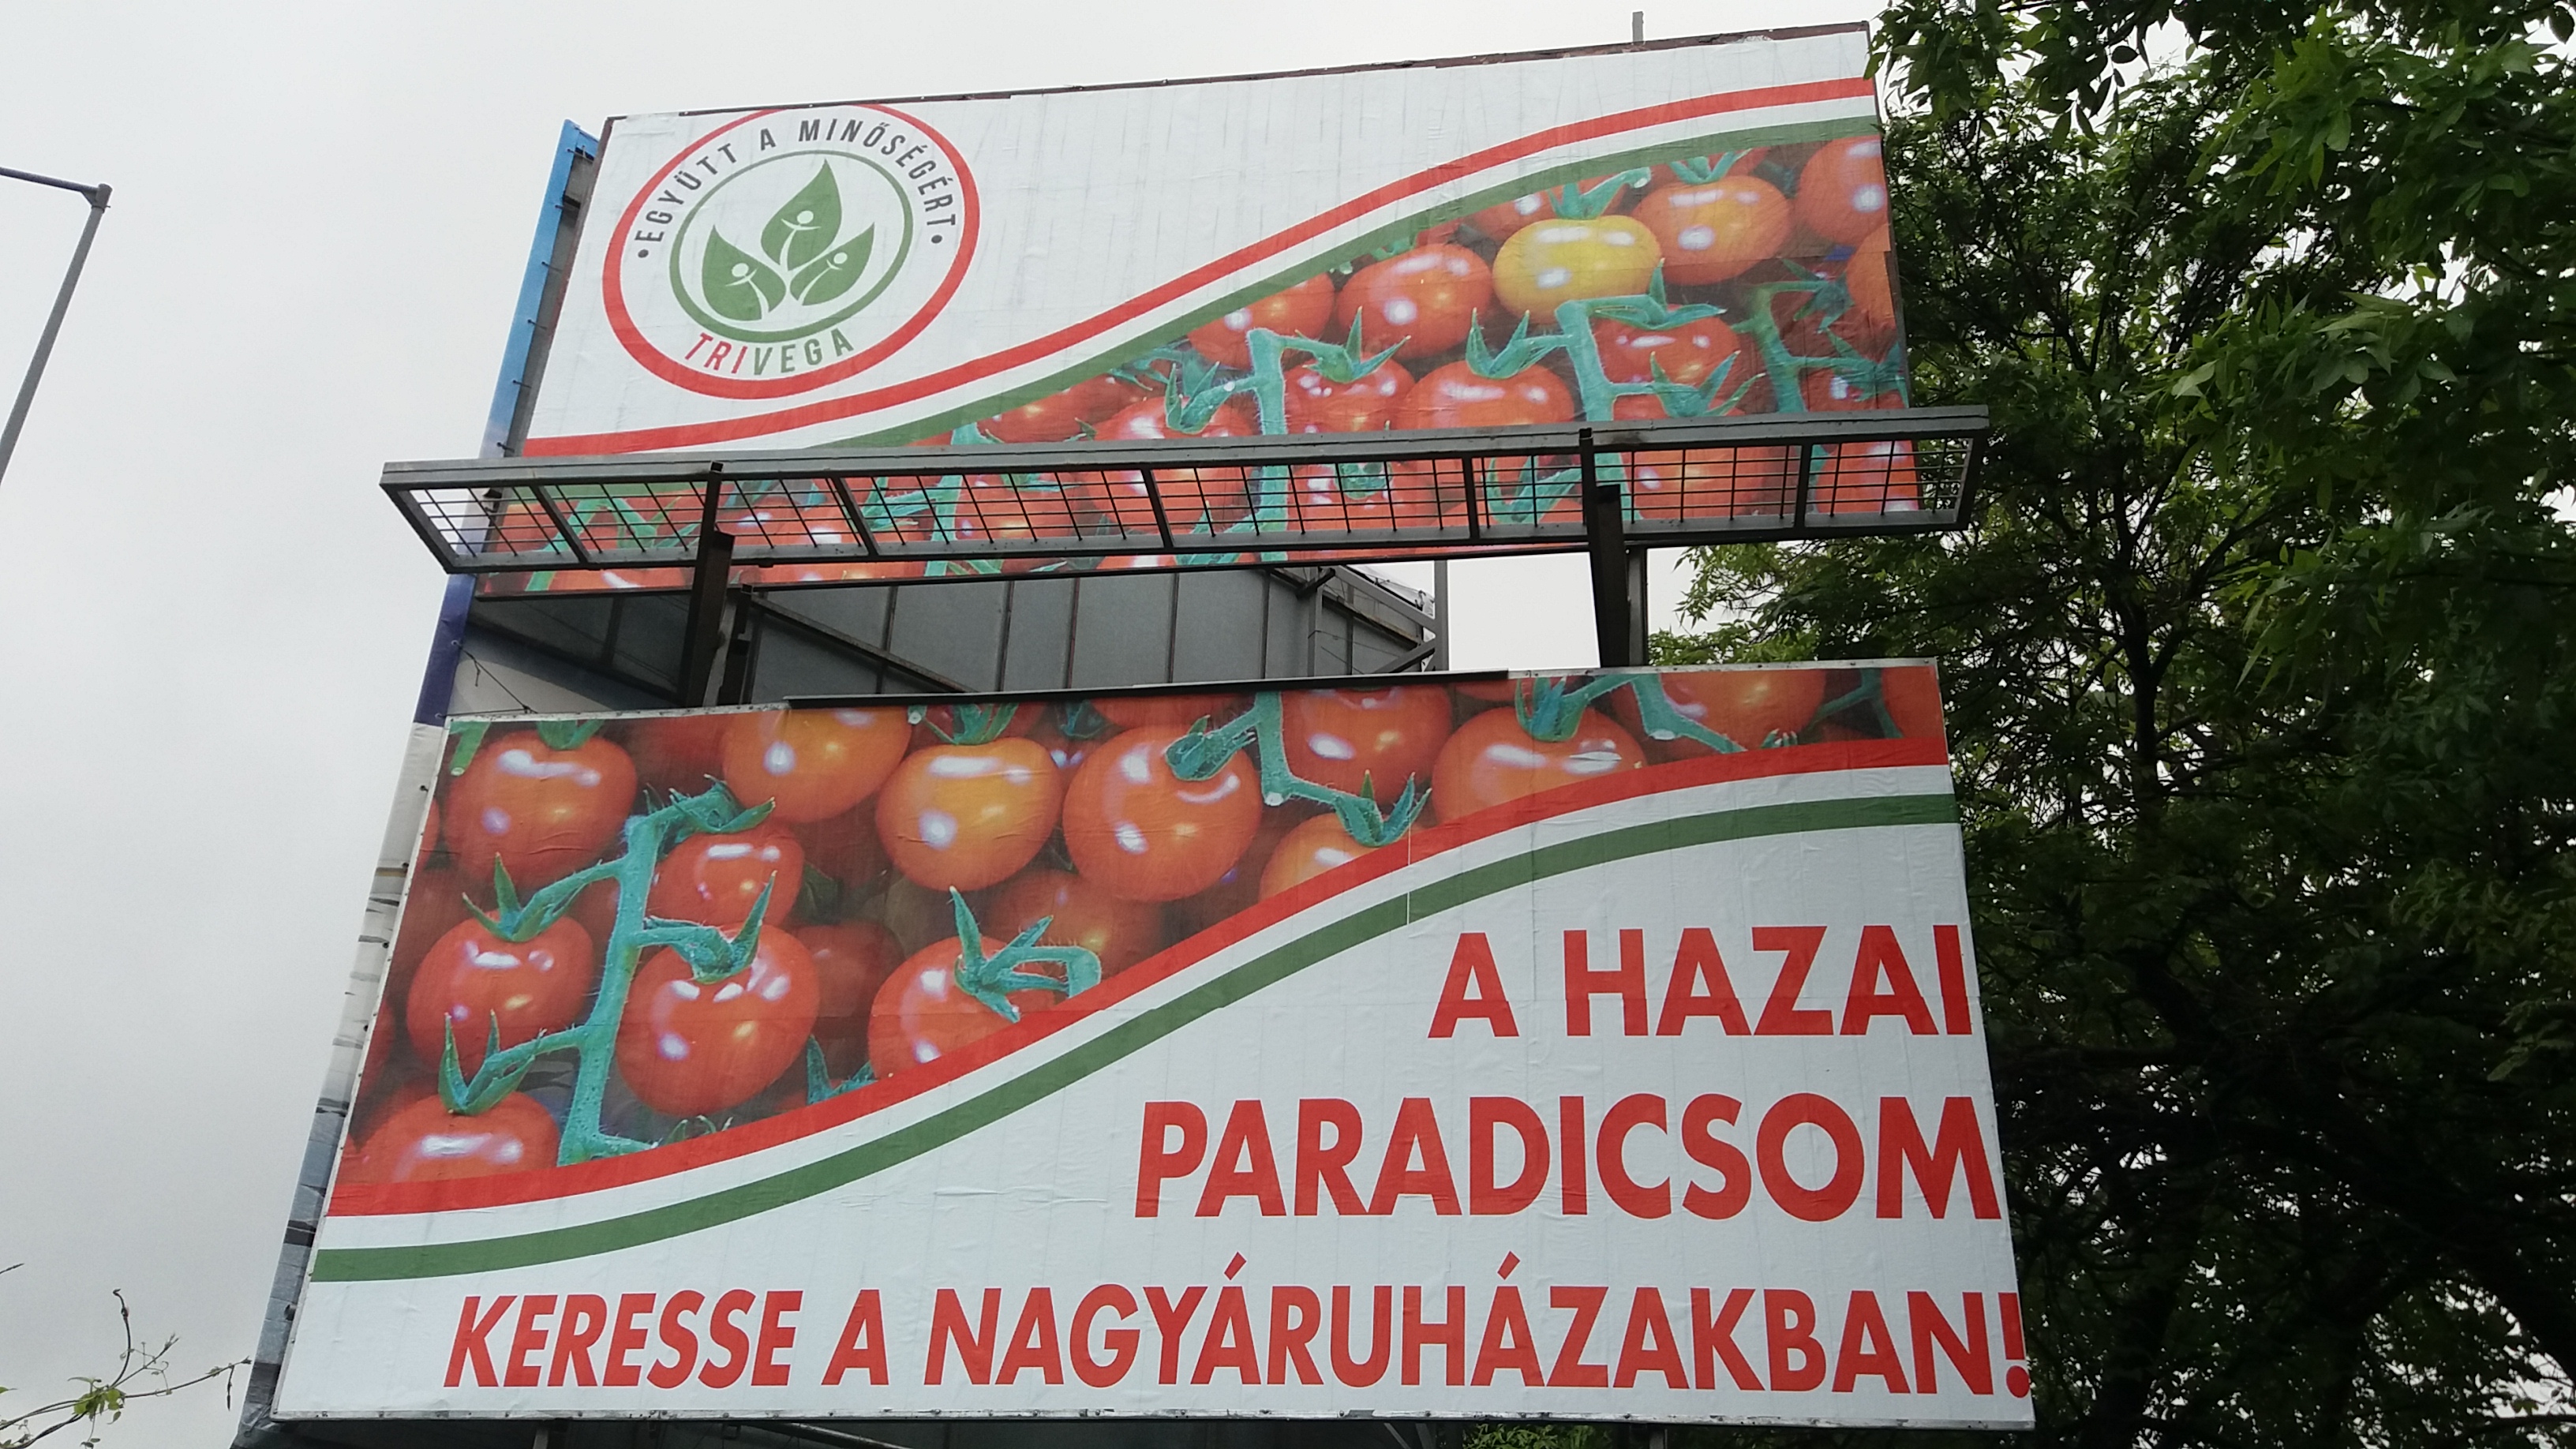 • EGYÜTT A MINŐSÉGÉRT •
TRIVEGA
A HAZAI
PARADICSOM
KERESSE A NAGYÁRUHÁZAKBAN!